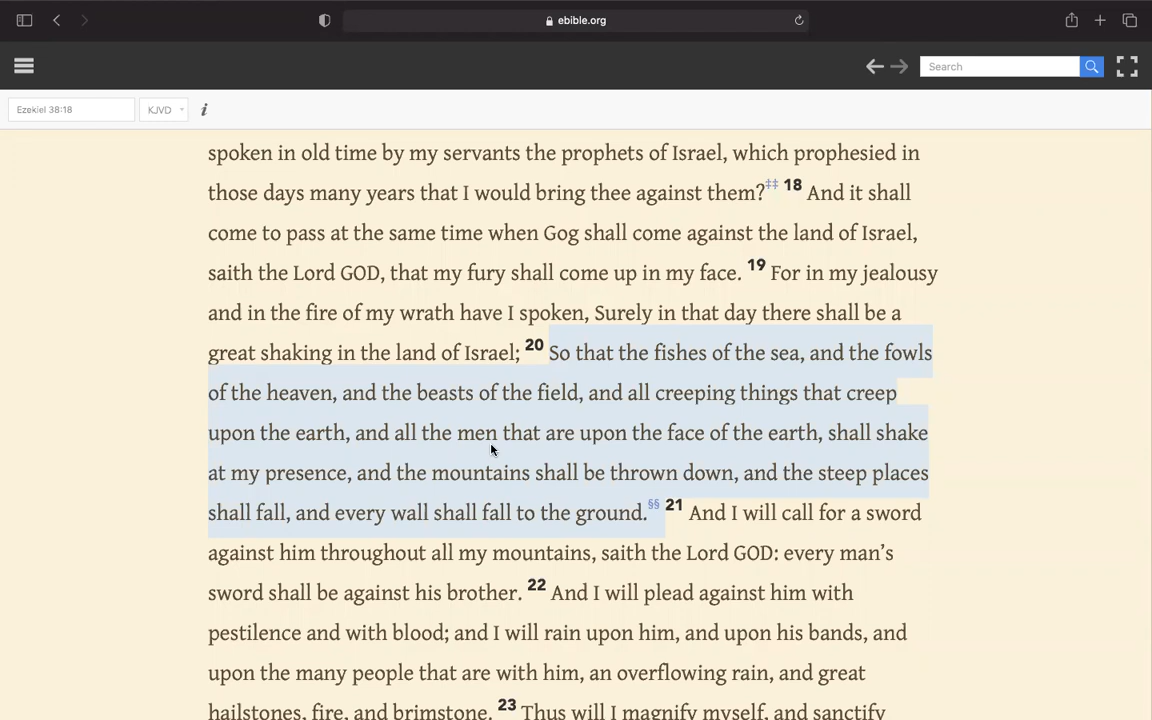 ebible.org
Search
Ezekiel 38:18 KJVD i
spoken in old time by my servants the prophets of Israel, which prophesied in
those days many years that I would bring thee against them?‡‡ 18 And it shall
come to pass at the same time when Gog shall come against the land of Israel,
saith the Lord GOD, that my fury shall come up in my face. 19 For in my jealousy
and in the fire of my wrath have I spoken, Surely in that day there shall be a
great shaking in the land of Israel; 20 So that the fishes of the sea, and the fowls
of the heaven, and the beasts of the field, and all creeping things that creep
upon the earth, and all the men that are upon the face of the earth, shall shake
at my presence, and the mountains shall be thrown down, and the steep places
shall fall, and every wall shall fall to the ground.§§ 21 And I will call for a sword
against him throughout all my mountains, saith the Lord GOD: every man’s
sword shall be against his brother. 22 And I will plead against him with
pestilence and with blood; and I will rain upon him, and upon his bands, and
upon the many people that are with him, an overflowing rain, and great
hailstones, fire, and brimstone. 23 Thus will I magnify myself, and sanctify